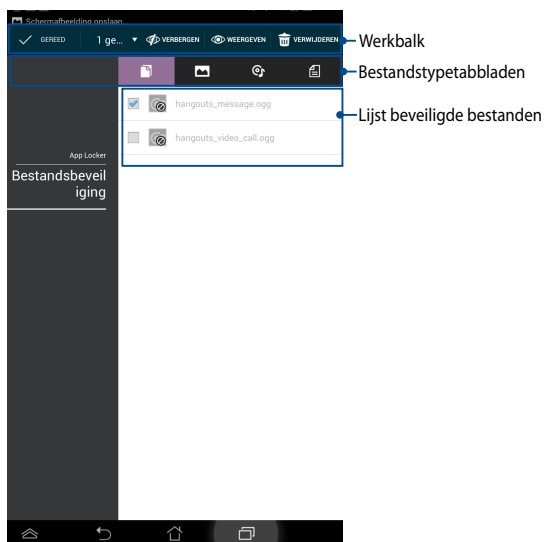 Schermafbeelding opslaan
GEREED 1 ge... VERBERGEN WEERGEVEN VERWIJDEREN
Werkbalk
Bestandstypetabbladen
hangouts_message.ogg
Lijst beveiligde bestanden
hangouts_video_call.ogg
App Locker
Bestandsbeveil
iging